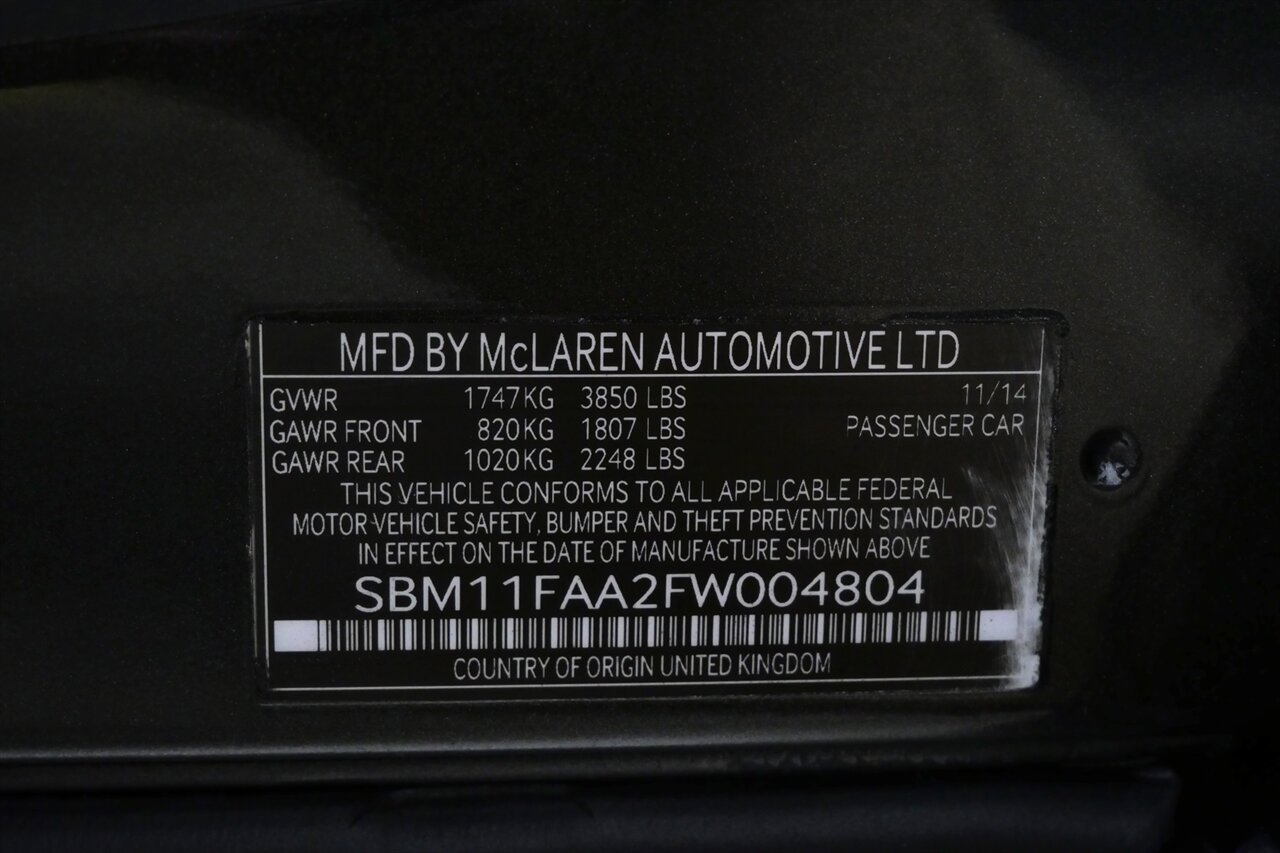 MFD BY McLAREN AUTOMOTIVE LTD
GVWR 1747KG 3850 LBS 11/14
GAWR FRONT 820KG 1807 LBS PASSENGER CAR
GAWR REAR 1020KG 2248 LBS
THIS VEHICLE CONFORMS TO ALL APPLICABLE FEDERAL
MOTOR VEHICLE SAFETY, BUMPER AND THEFT PREVENTION STANDARDS
IN EFFECT ON THE DATE OF MANUFACTURE SHOWN ABOVE
SBM11FAA2FW004804
COUNTRY OF ORIGIN UNITED KINGDOM